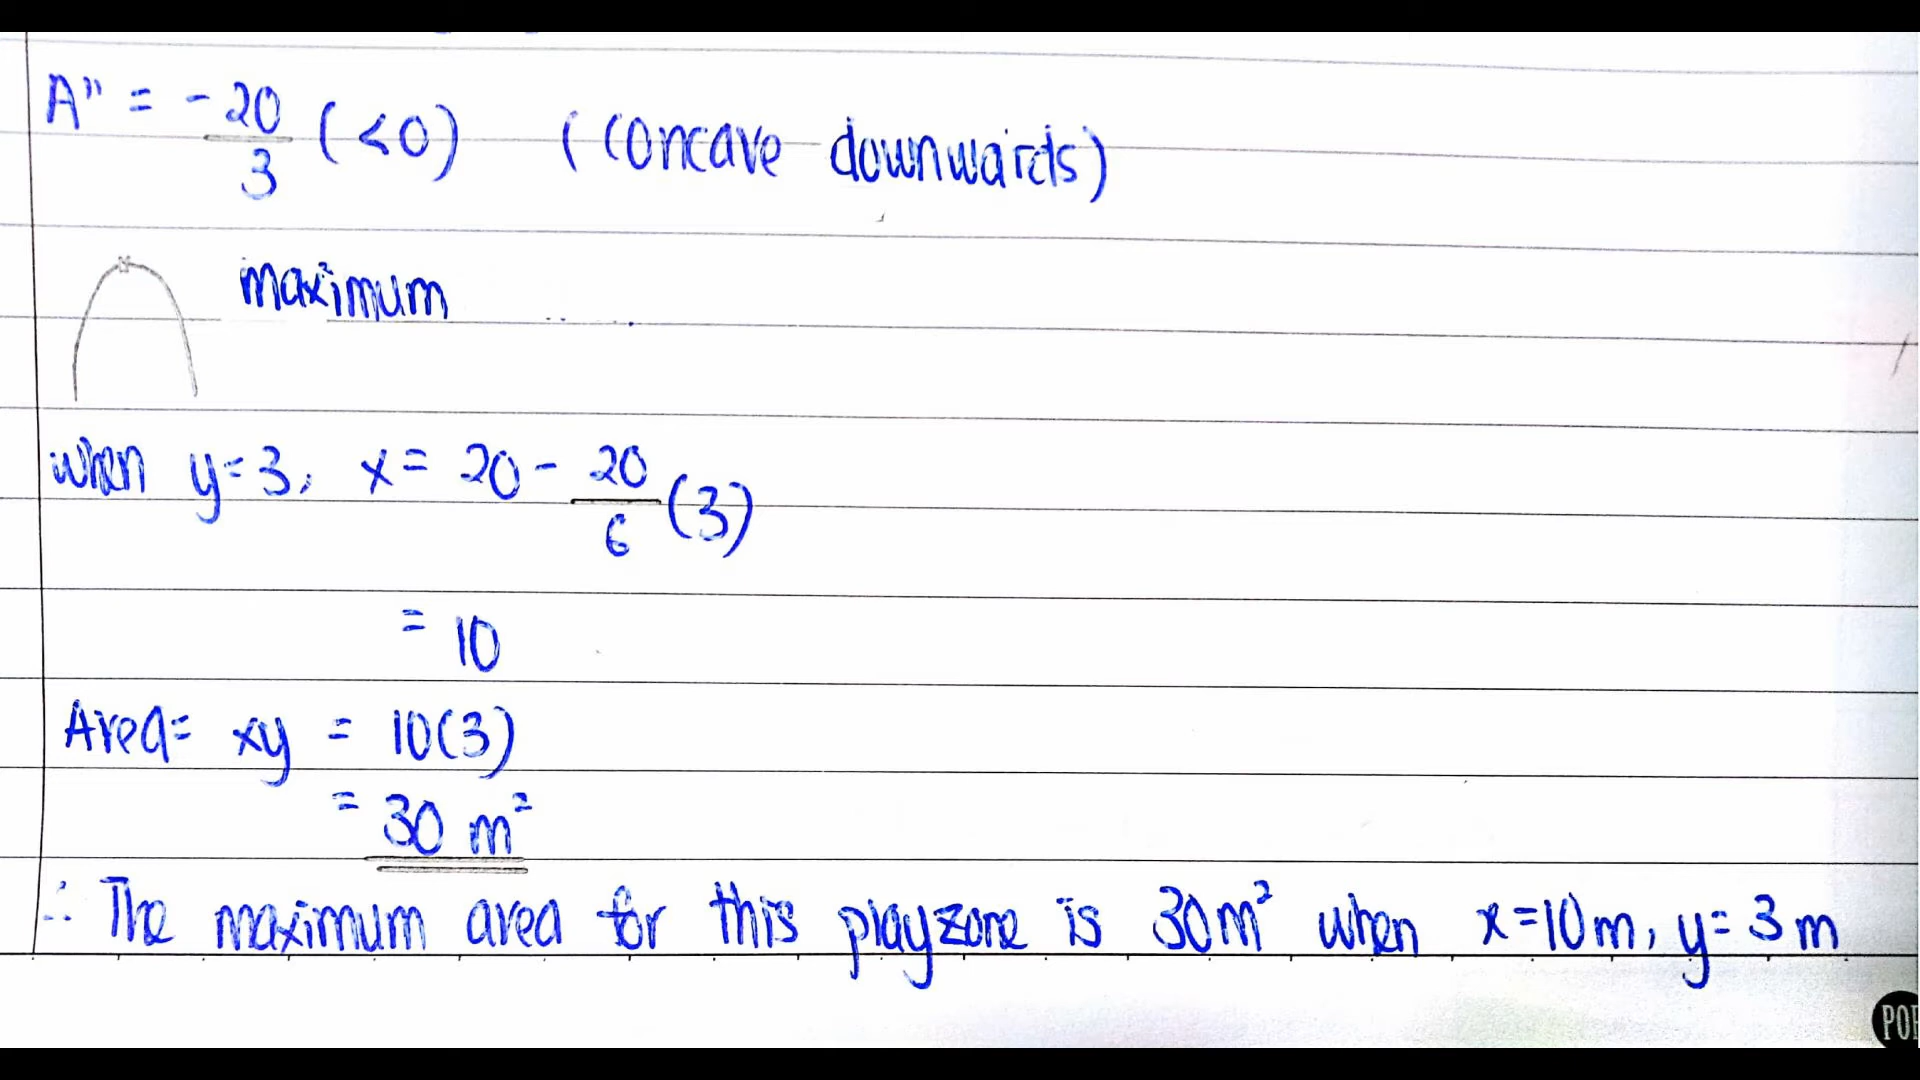 A'' = -20/3 (<0) (concave downwards)
maximum
when y=3, x= 20 - 20/6 (3)
= 10
Area= xy = 10(3)
= 30 m²
∴ The maximum area for this playzone is 30m² when x=10m, y=3m